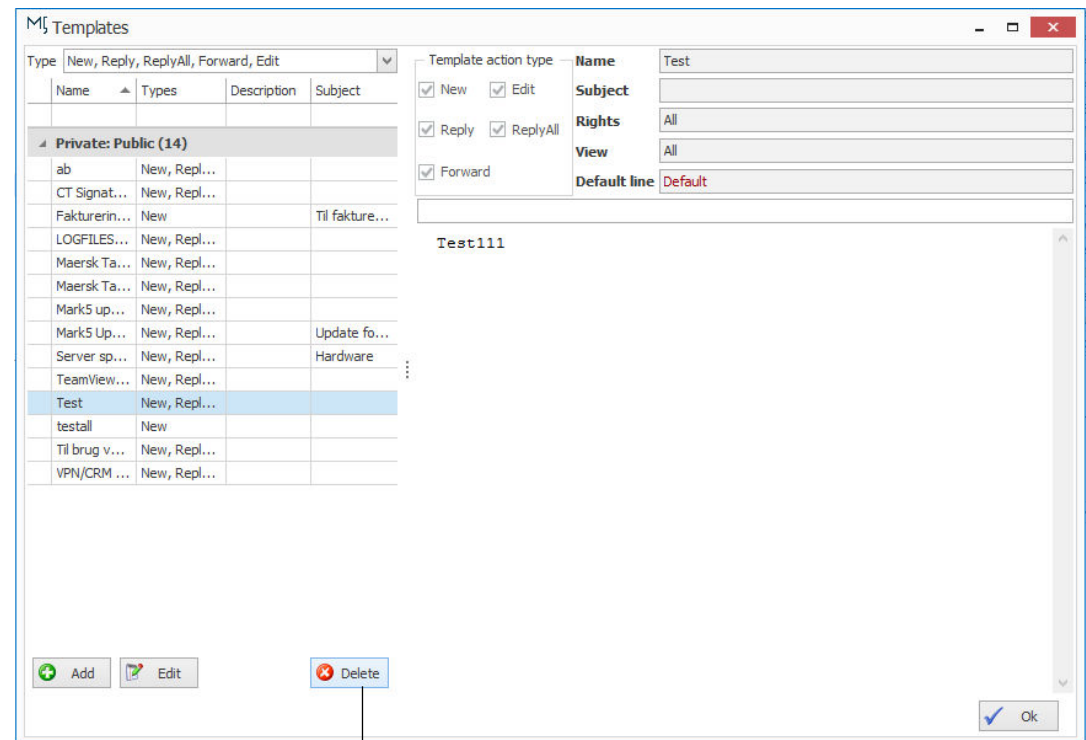 Templates
Type New, Reply, ReplyAll, Forward, Edit
Name Types Description Subject
Private: Public (14)
ab New, Repl...
CT Signat... New, Repl...
Fakturerin... New Til fakture...
LOGFILES... New, Repl...
Maersk Ta... New, Repl...
Maersk Ta... New, Repl...
Mark5 up... New, Repl...
Mark5 Up... New, Repl... Update fo...
Server sp... New, Repl... Hardware
TeamView... New, Repl...
Test New, Repl...
testall New
Til brug v... New, Repl...
VPN/CRM ... New, Repl...
Add Edit Delete
Template action type
New Edit
Reply ReplyAll
Forward
Name Test
Subject
Rights All
View All
Default line Default
Test111
Ok